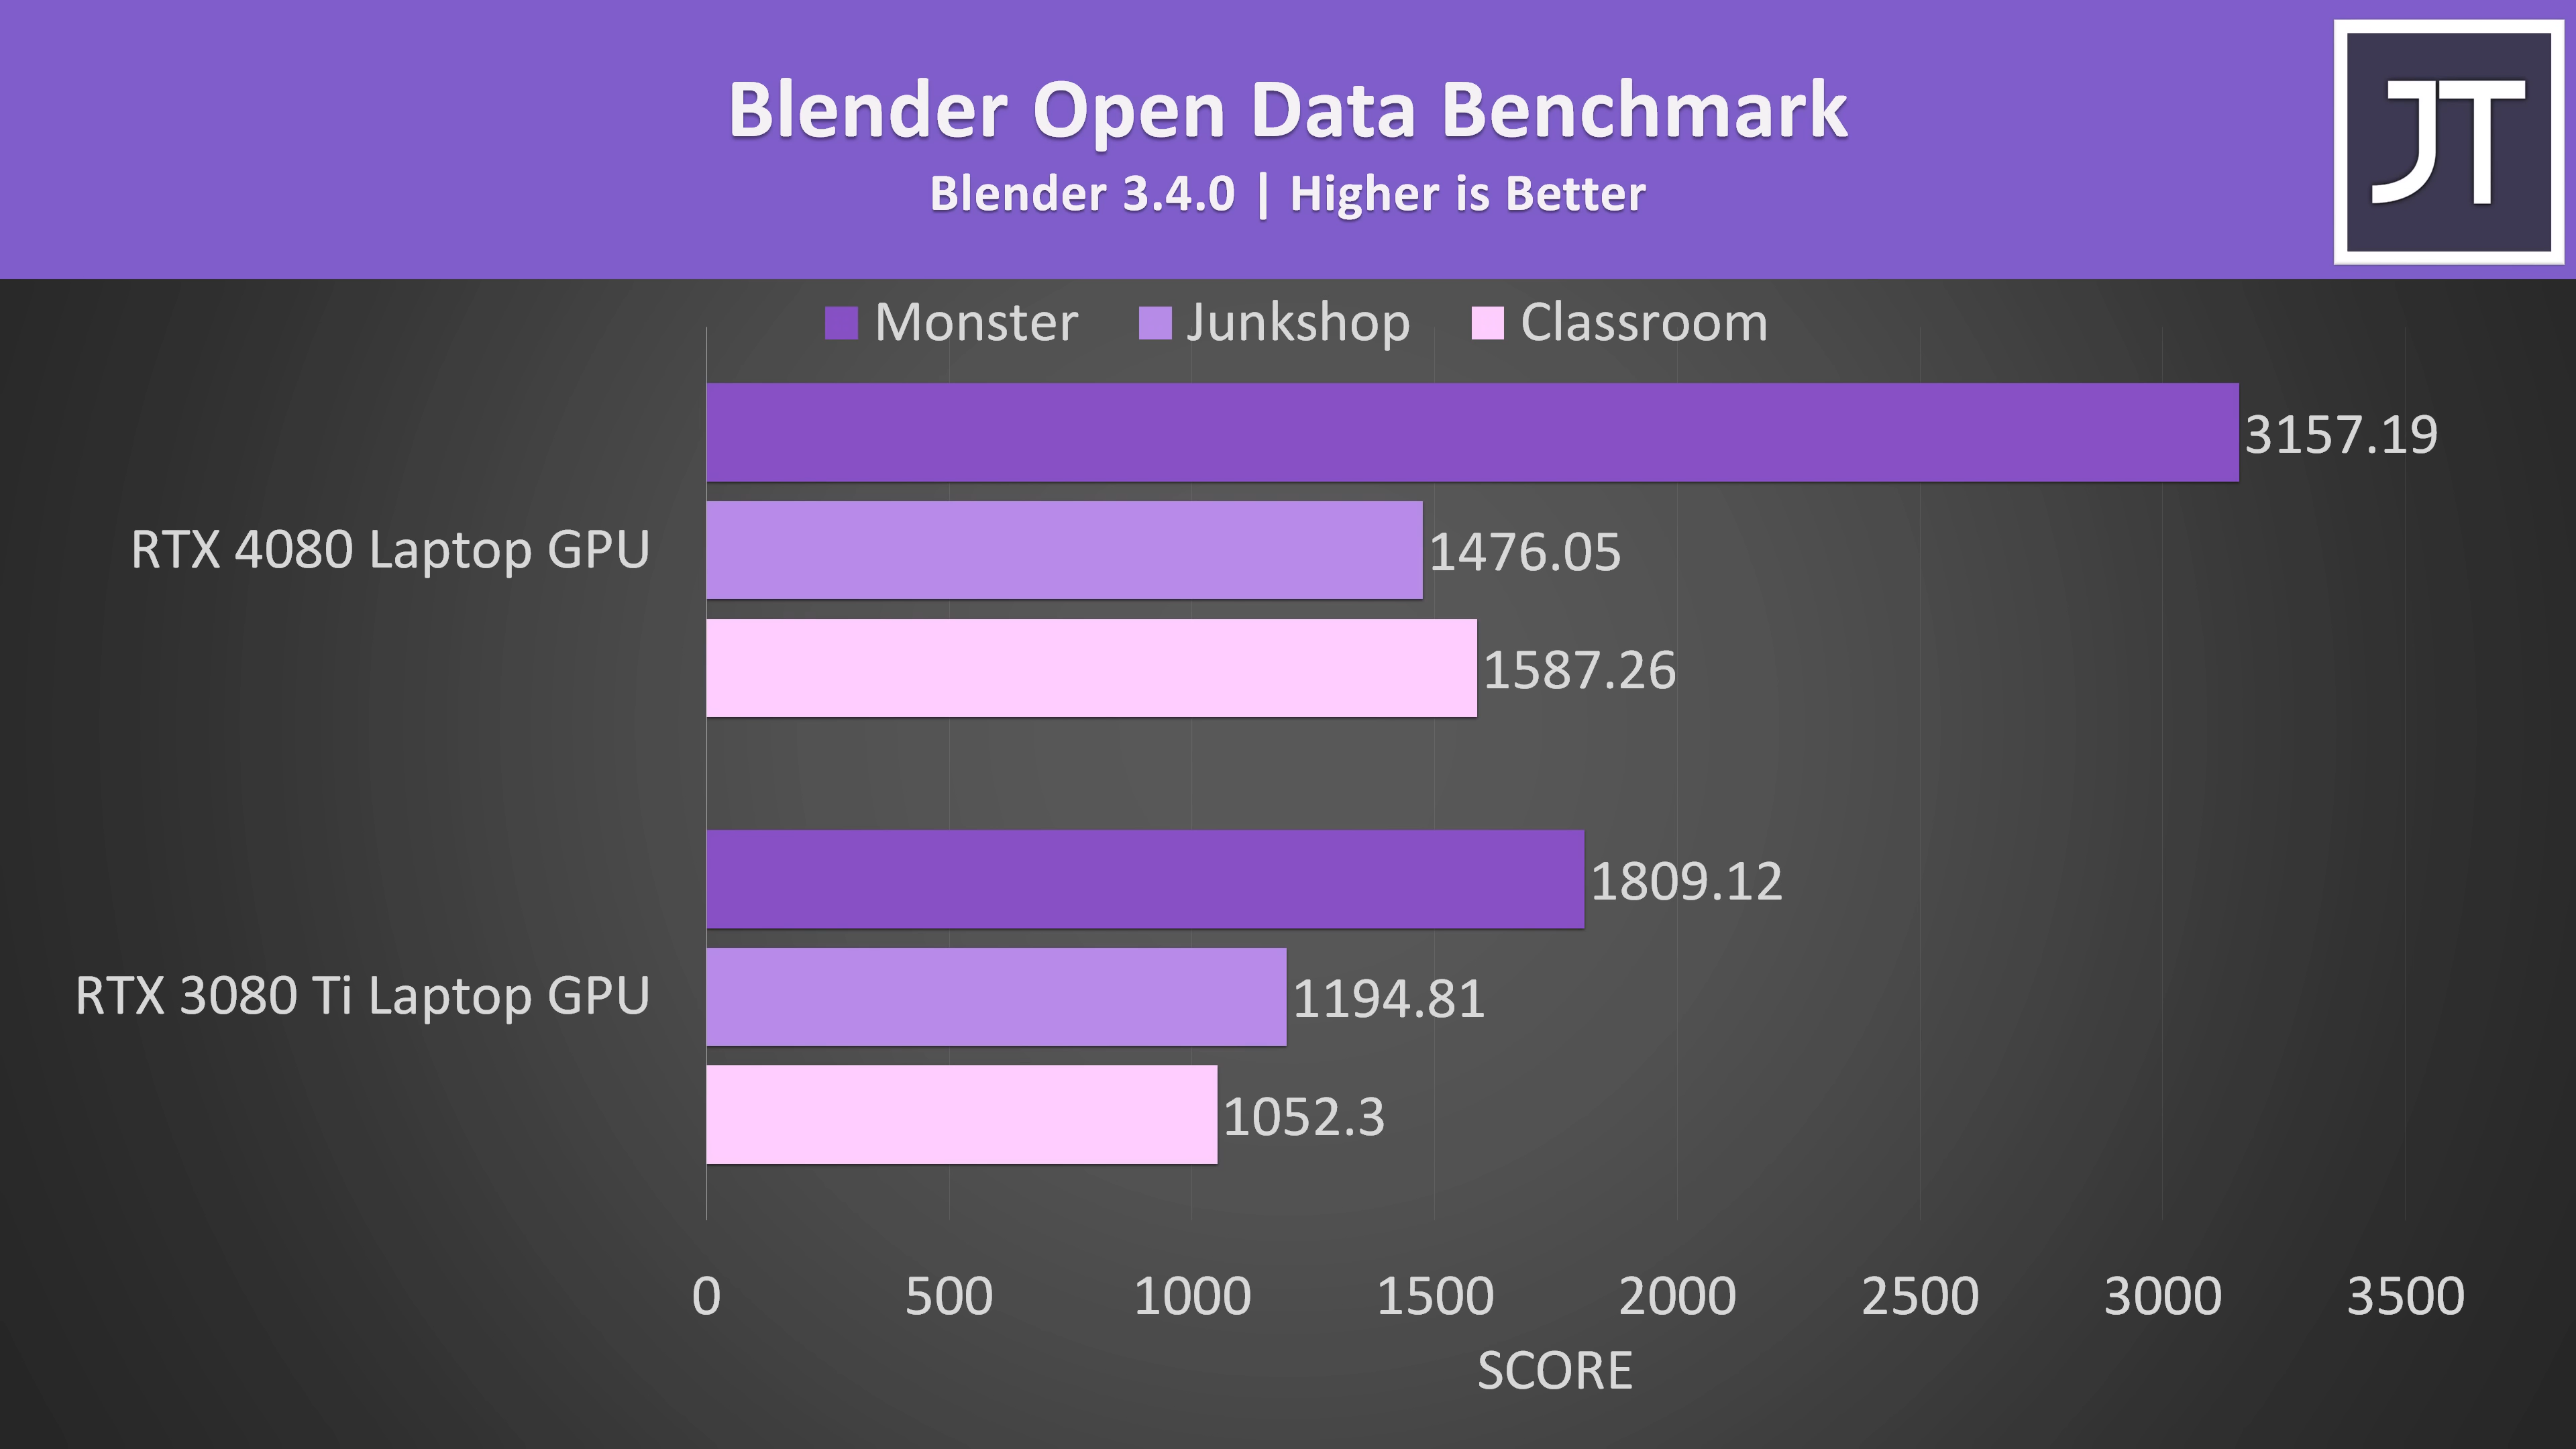 Blender Open Data Benchmark
Blender 3.4.0 | Higher is Better
JT
Monster
Junkshop
Classroom
RTX 4080 Laptop GPU
3157.19
1476.05
1587.26
RTX 3080 Ti Laptop GPU
1809.12
1194.81
1052.3
0 500 1000 1500 2000 2500 3000 3500
SCORE